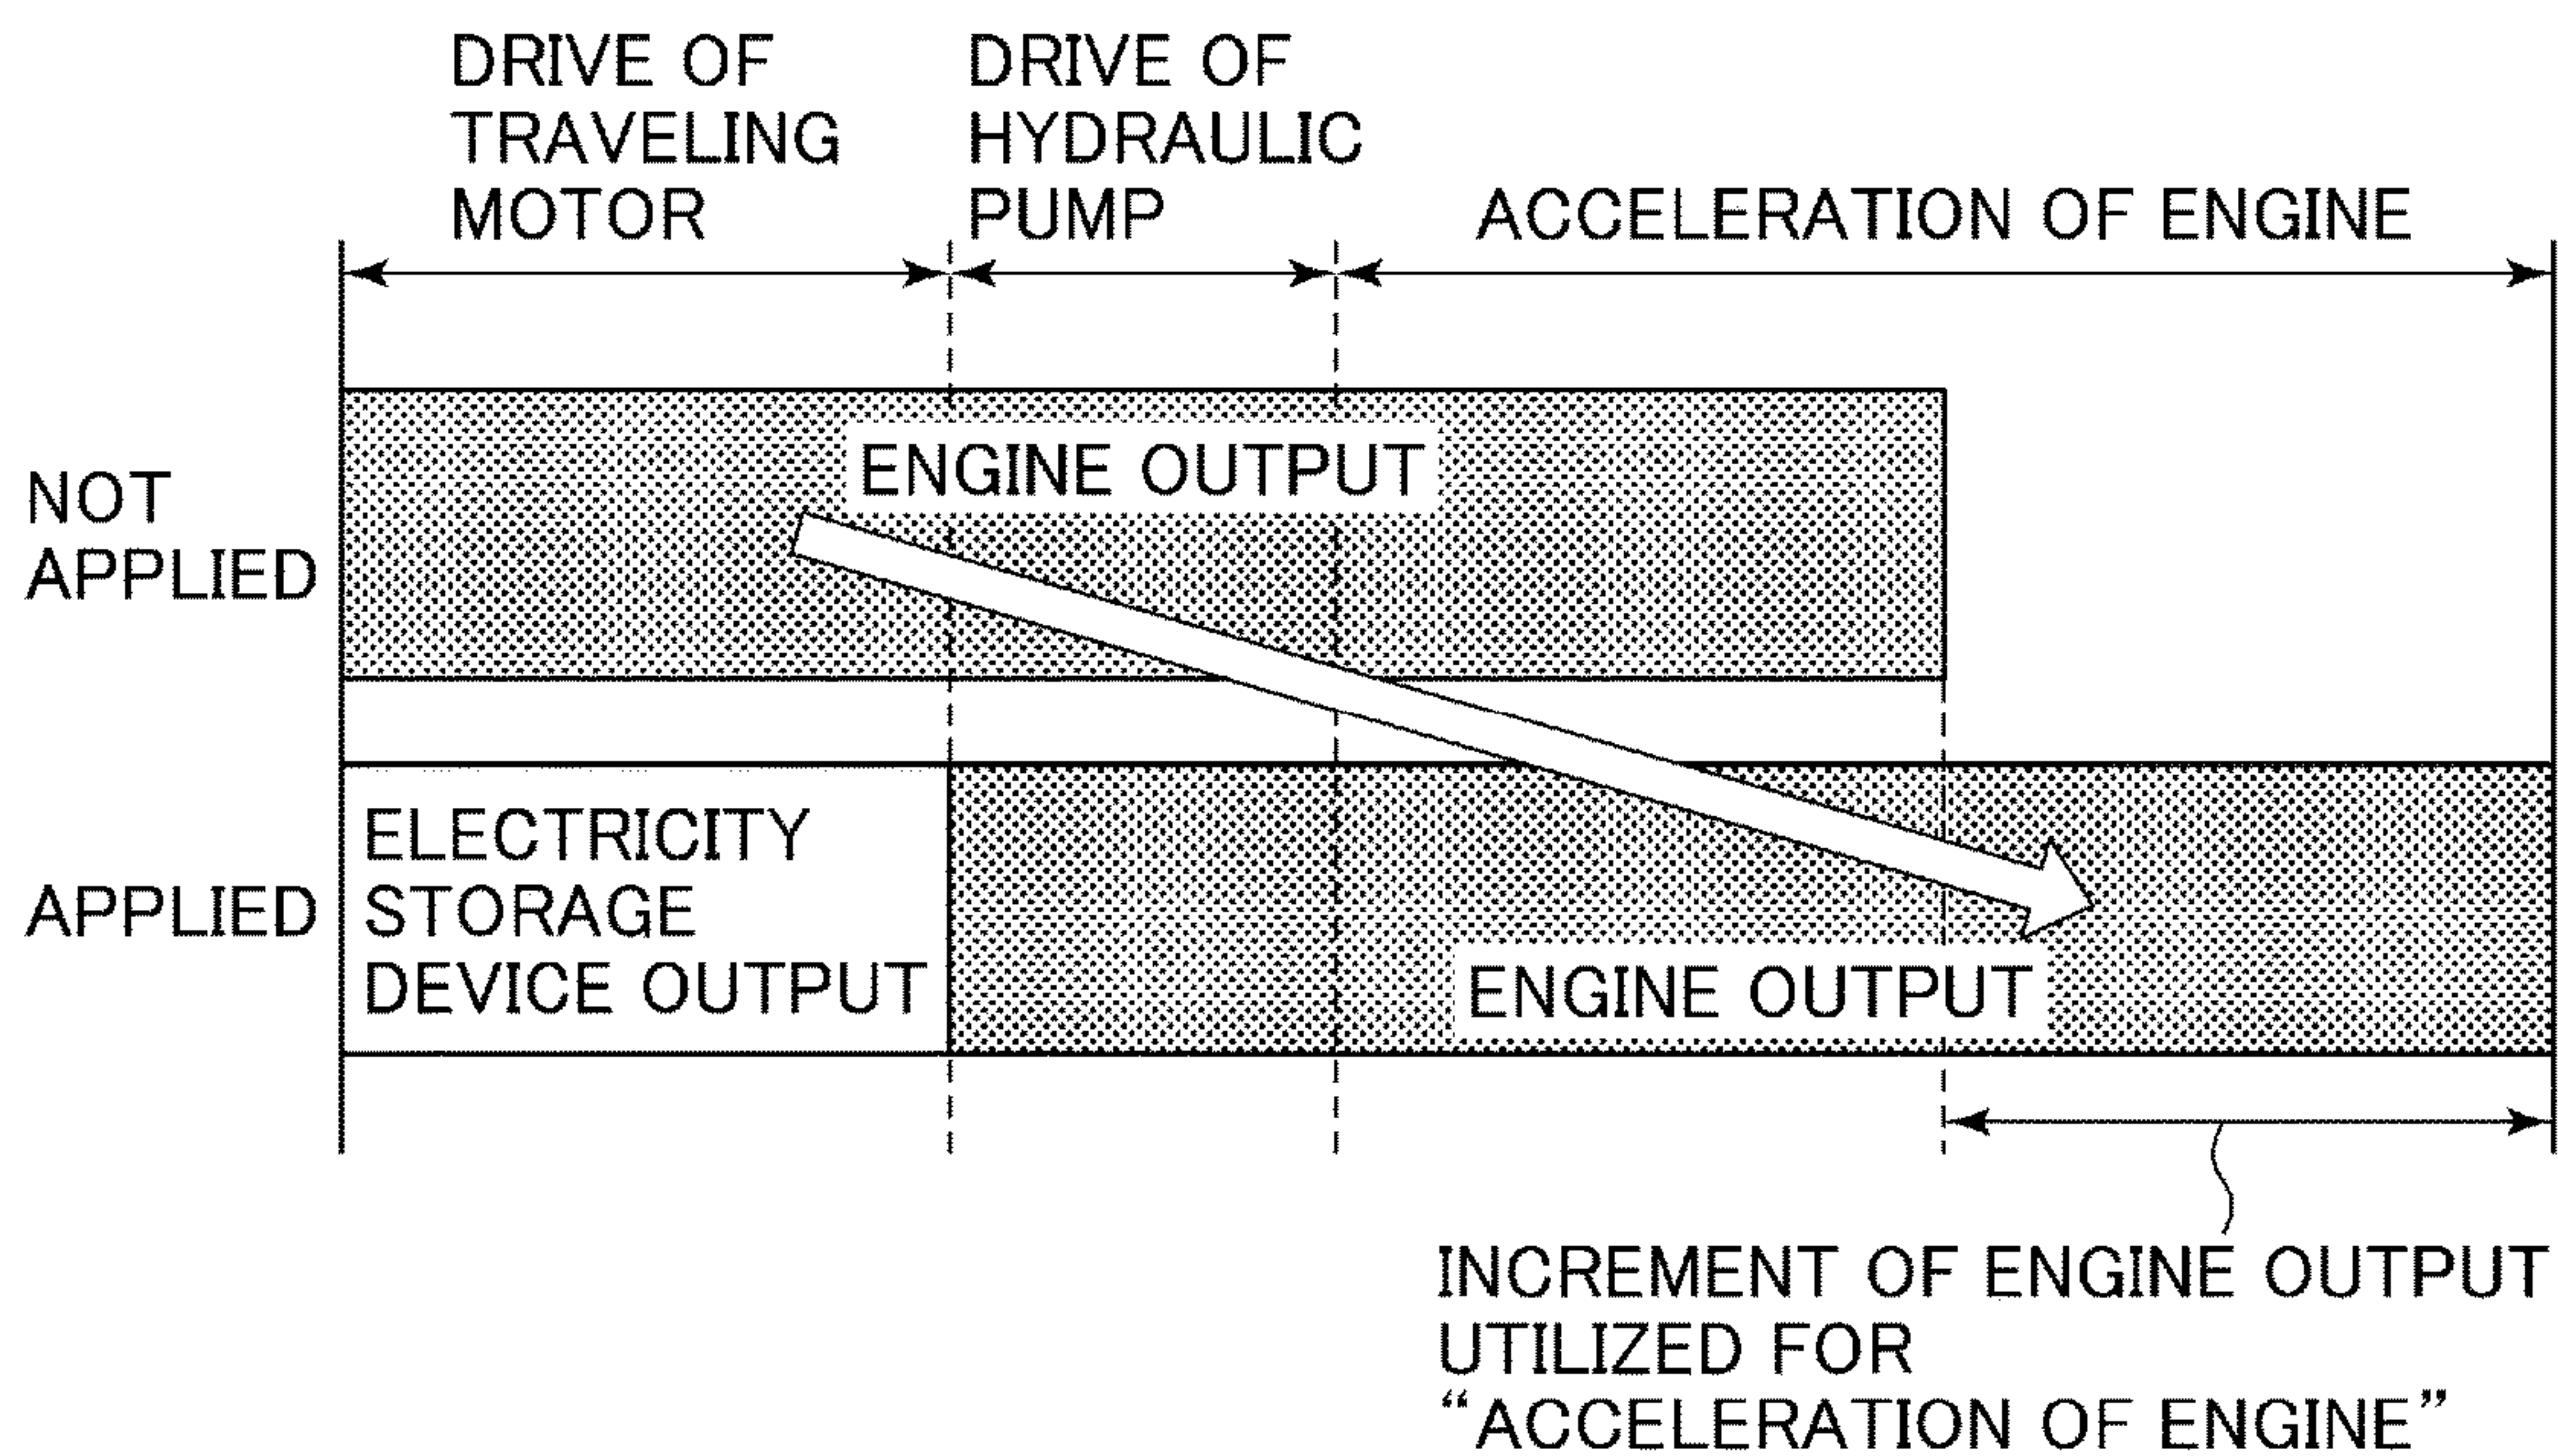 DRIVE OF
TRAVELING
MOTOR
DRIVE OF
HYDRAULIC
PUMP
ACCELERATION OF ENGINE
NOT
APPLIED
ENGINE OUTPUT
APPLIED
ELECTRICITY
STORAGE
DEVICE OUTPUT
ENGINE OUTPUT
INCREMENT OF ENGINE OUTPUT
UTILIZED FOR
“ACCELERATION OF ENGINE”